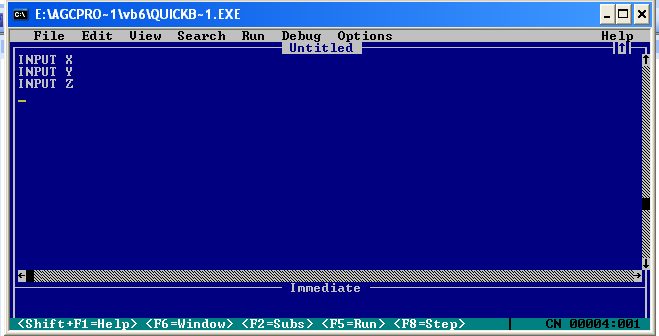 E:\AGCPRO~1\vb6\QUICKB~1.EXE
File Edit View Search Run Debug Options Help
Untitled
INPUT X
INPUT Y
INPUT Z
Immediate
<Shift+F1=Help> <F6=Window> <F2=Subs> <F5=Run> <F8=Step> CN 00004:001